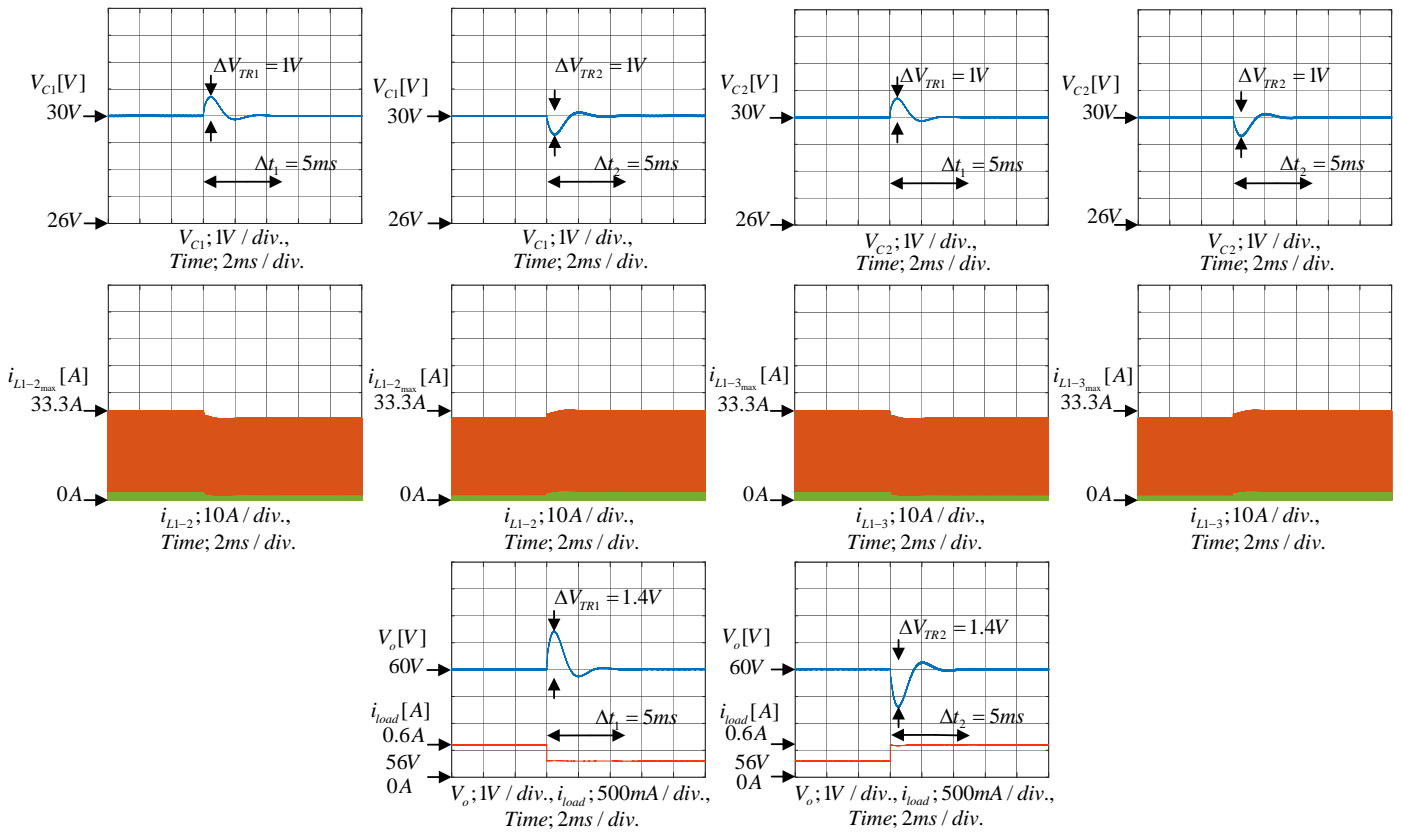 ΔV_TR1 = 1V
V_C1[V]
30V
Δt_1 = 5ms
26V
V_C1; 1V / div.,
Time; 2ms / div.
ΔV_TR2 = 1V
V_C1[V]
30V
Δt_2 = 5ms
26V
V_C1; 1V / div.,
Time; 2ms / div.
ΔV_TR1 = 1V
V_C2[V]
30V
Δt_1 = 5ms
26V
V_C2; 1V / div.,
Time; 2ms / div.
ΔV_TR2 = 1V
V_C2[V]
30V
Δt_2 = 5ms
26V
V_C2; 1V / div.,
Time; 2ms / div.
i_L1-2max [A]
33.3A
0A
i_L1-2; 10A / div.,
Time; 2ms / div.
i_L1-2max [A]
33.3A
0A
i_L1-2; 10A / div.,
Time; 2ms / div.
i_L1-3max [A]
33.3A
0A
i_L1-3; 10A / div.,
Time; 2ms / div.
i_L1-3max [A]
33.3A
0A
i_L1-3; 10A / div.,
Time; 2ms / div.
ΔV_TR1 = 1.4V
V_o[V]
60V
i_load[A]
Δt_1 = 5ms
0.6A
56V
0A
V_o; 1V / div., i_load; 500mA / div.,
Time; 2ms / div.
ΔV_TR2 = 1.4V
V_o[V]
60V
i_load[A]
Δt_2 = 5ms
0.6A
56V
0A
V_o; 1V / div., i_load; 500mA / div.,
Time; 2ms / div.